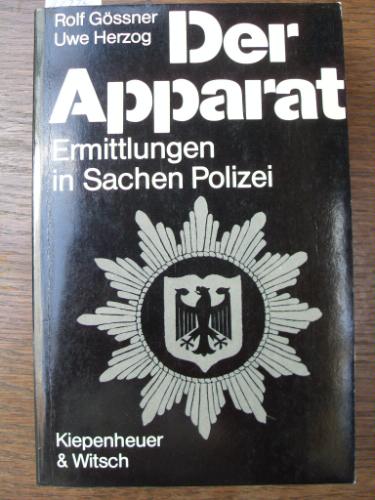 Rolf Gössner
Uwe Herzog
Der
Apparat
Ermittlungen
in Sachen Polizei
Kiepenheuer
& Witsch